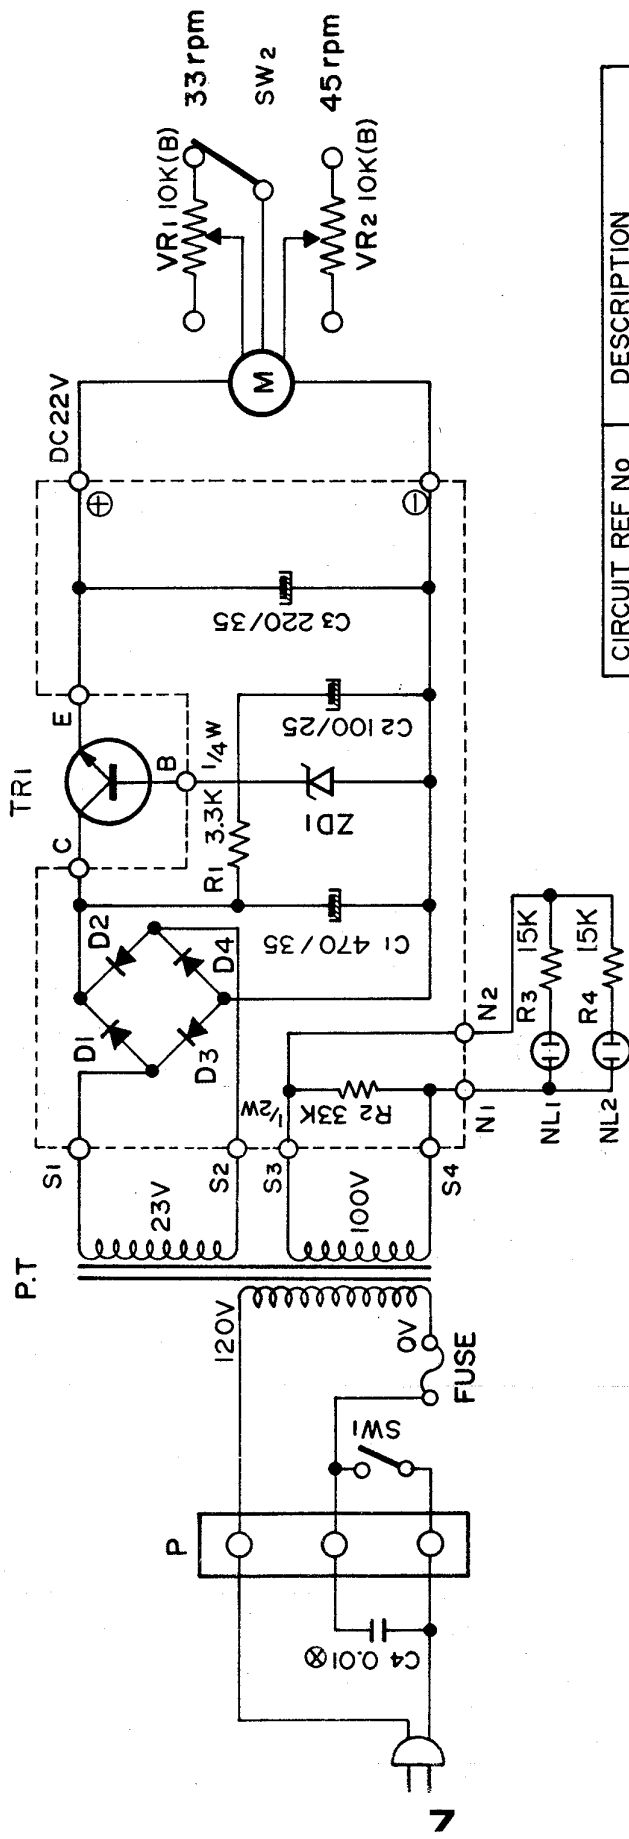 P.T
S1
23V
S2
S3
100V
S4
120V
0V
FUSE
SW1
P
C4 0.01⊗
7
D1
D2
D3
D4
1/2W
R2 33K
N1
N2
NL1
R3
15K
NL2
R4
15K
TR1
C
B
E
R1
3.3K
1/4W
C1 470/35
ZD1
C2 100/25
C3 220/35
DC22V
⊕
⊖
M
VR1 10K(B)
33rpm
SW2
45rpm
VR2 10K(B)
CIRCUIT REF No
DESCRIPTION